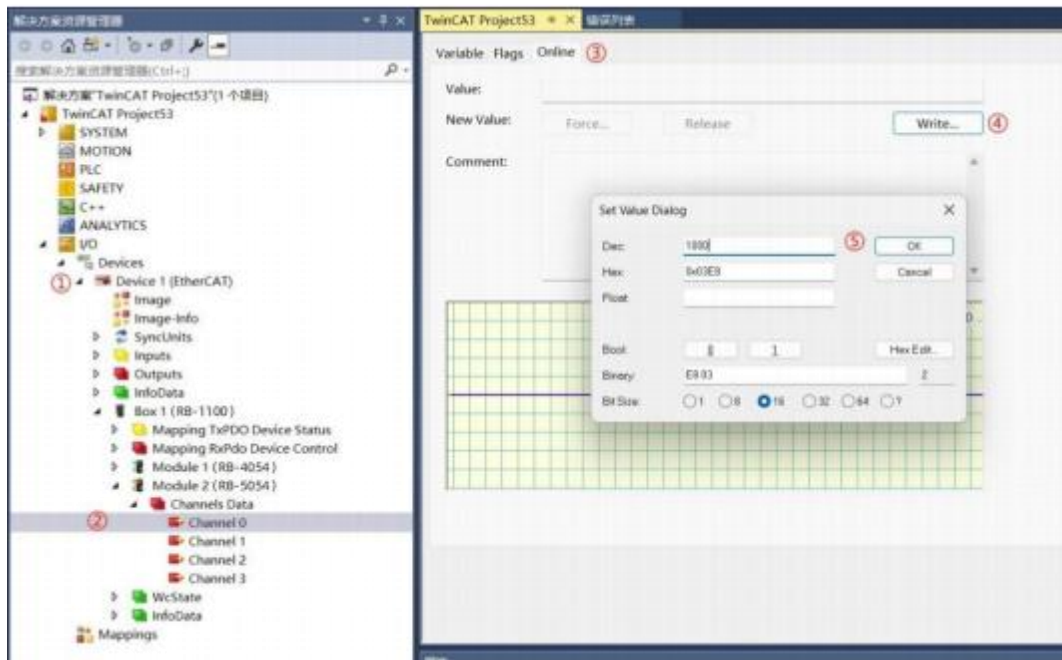 解决方案资源管理器
搜索解决方案资源管理器(Ctrl+;)
解决方案"TwinCAT Project53"(1 个项目)
TwinCAT Project53
SYSTEM
MOTION
PLC
SAFETY
C++
ANALYTICS
I/O
Devices
① Device 1 (EtherCAT)
Image
Image-Info
SyncUnits
Inputs
Outputs
InfoData
Box 1 (RB-1100)
Mapping TxPDO Device Status
Mapping RxPdo Device Control
Module 1 (RB-4054)
Module 2 (RB-5054)
Channels Data
② Channel 0
Channel 1
Channel 2
Channel 3
WcState
InfoData
Mappings
TwinCAT Project53 错误列表
Variable Flags Online ③
Value:
New Value: Force... Release Write... ④
Comment:
Set Value Dialog
Dec: 1000 ⑤ OK
Hex: 0x03E8 Cancel
Float:
Bool: 0 1 Hex Edit...
Binary: E8 03 2
Bit Size: 1 8 16 32 64 ?